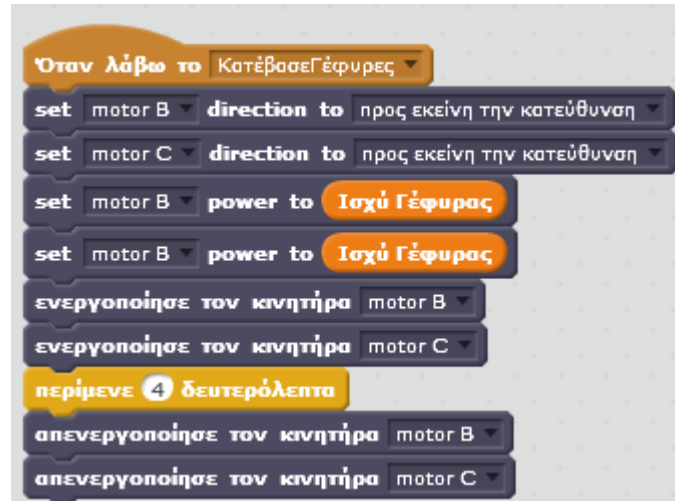 Όταν λάβω το ΚατέβασεΓέφυρες
set motor B direction to προς εκείνη την κατεύθυνση
set motor C direction to προς εκείνη την κατεύθυνση
set motor B power to Ισχύ Γέφυρας
set motor B power to Ισχύ Γέφυρας
ενεργοποίησε τον κινητήρα motor B
ενεργοποίησε τον κινητήρα motor C
περίμενε 4 δευτερόλεπτα
απενεργοποίησε τον κινητήρα motor B
απενεργοποίησε τον κινητήρα motor C